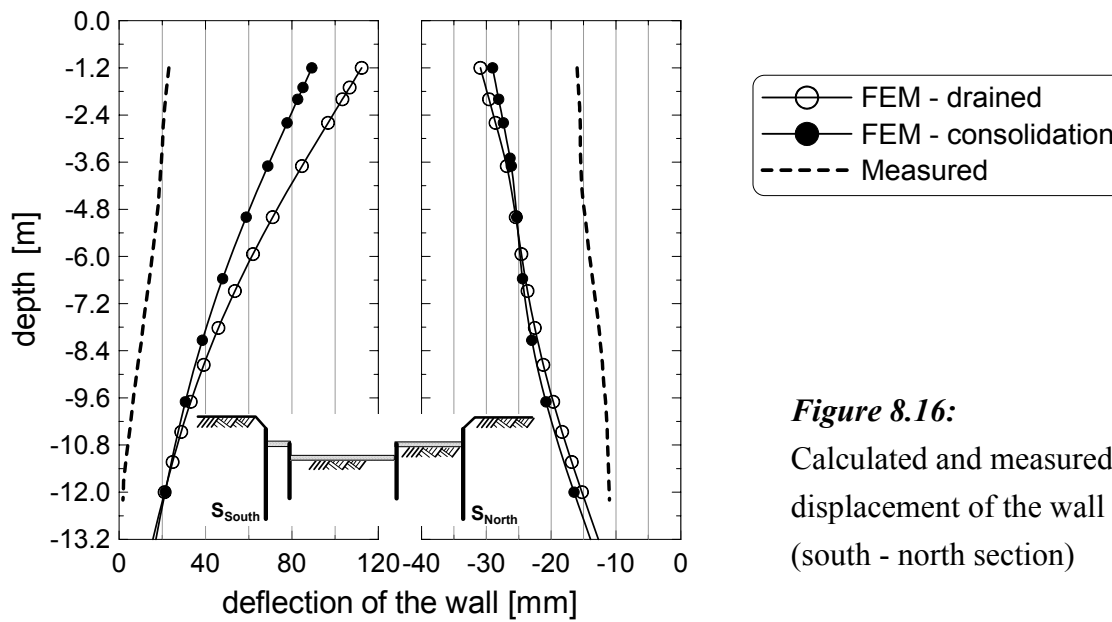 0.0
-1.2
-2.4
-3.6
-4.8
-6.0
-7.2
-8.4
-9.6
-10.8
-12.0
-13.2
depth [m]
S South
S North
0 40 80 120 -40 -30 -20 -10 0
deflection of the wall [mm]
FEM - drained
FEM - consolidation
Measured
Figure 8.16:
Calculated and measured
displacement of the wall
(south - north section)